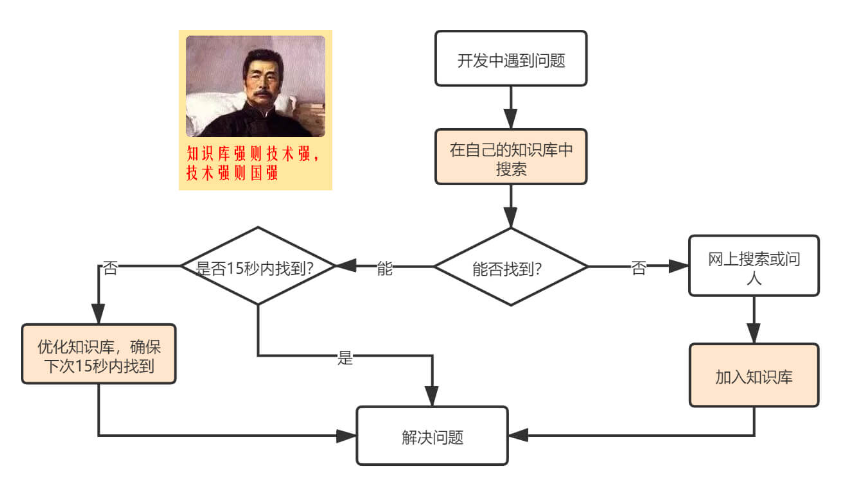 开发中遇到问题
知识库强则技术强，
技术强则国强
在自己的知识库中
搜索
能否找到？
能
否
是否15秒内找到？
否
是
网上搜索或问
人
优化知识库，确保
下次15秒内找到
加入知识库
解决问题